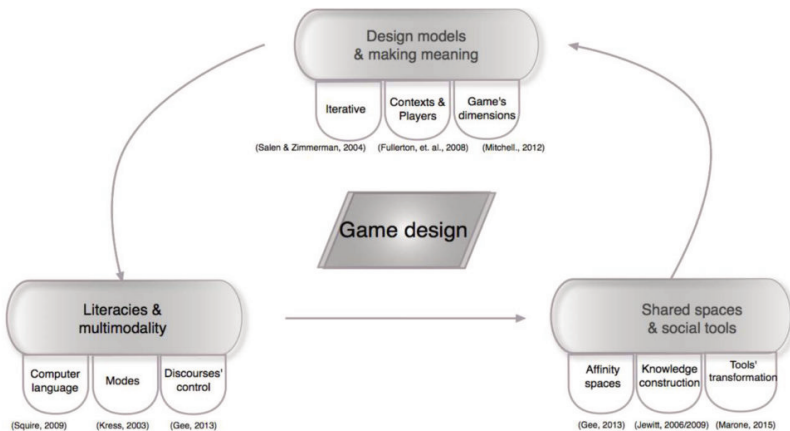 Design models
& making meaning
Iterative
Contexts &
Players
Game's
dimensions
(Salen & Zimmerman, 2004)
(Fullerton, et. al., 2008)
(Mitchell., 2012)
Game design
Literacies &
multimodality
Computer
language
Modes
Discourses'
control
(Squire, 2009)
(Kress, 2003)
(Gee, 2013)
Shared spaces
& social tools
Affinity
spaces
Knowledge
construction
Tools'
transformation
(Gee, 2013)
(Jewitt, 2006/2009)
(Marone, 2015)